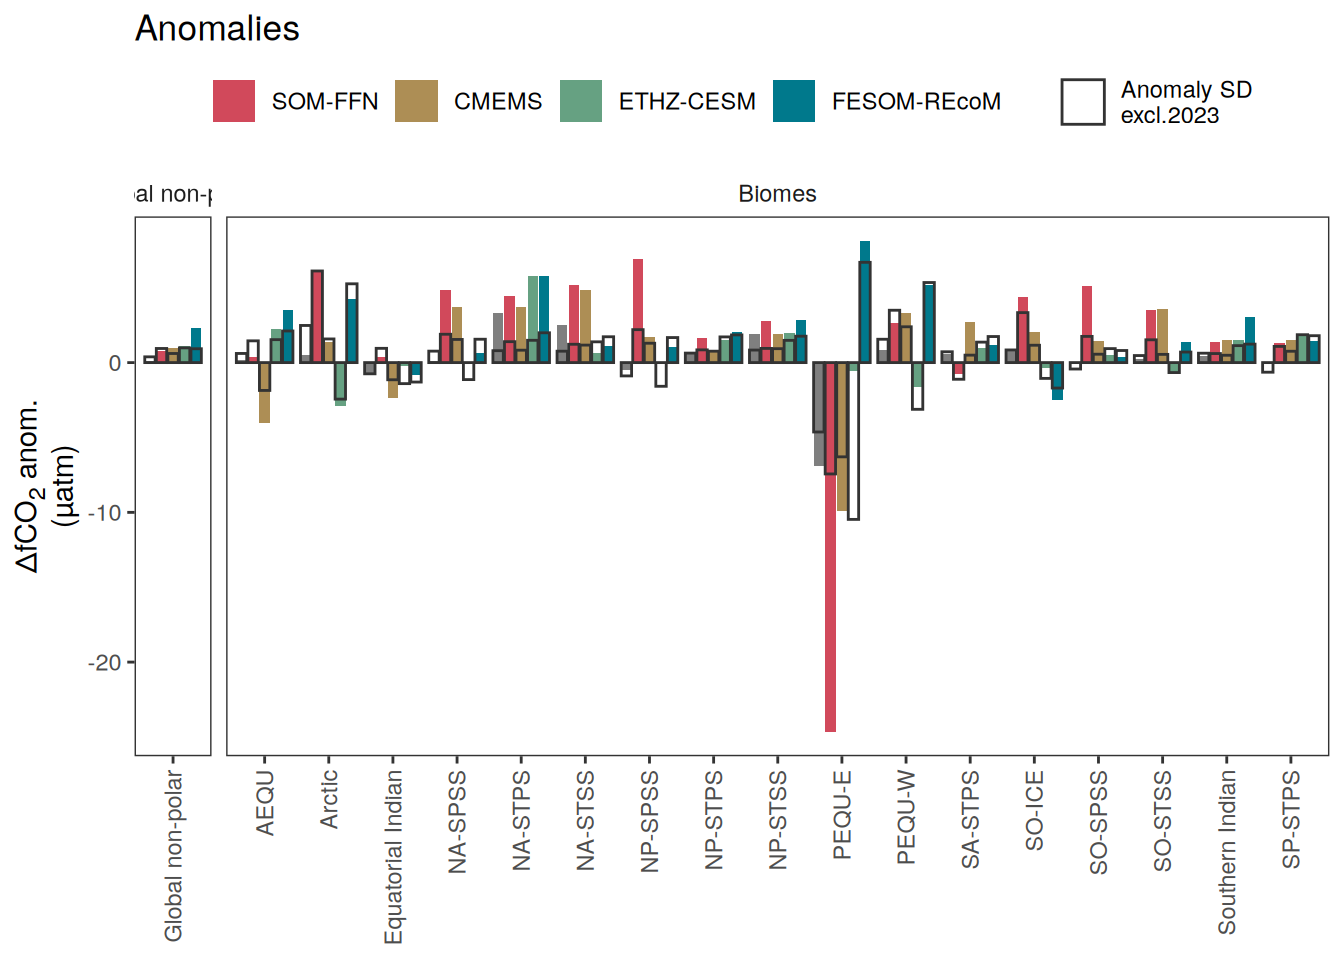 Anomalies
SOM-FFN
CMEMS
ETHZ-CESM
FESOM-REcoM
Anomaly SD
excl.2023
al non-
Biomes
0
-10
-20
ΔfCO₂ anom.
(µatm)
Global non-polar
AEQU
Arctic
Equatorial Indian
NA-SPSS
NA-STPS
NA-STSS
NP-SPSS
NP-STPS
NP-STSS
PEQU-E
PEQU-W
SA-STPS
SO-ICE
SO-SPSS
SO-STSS
Southern Indian
SP-STPS